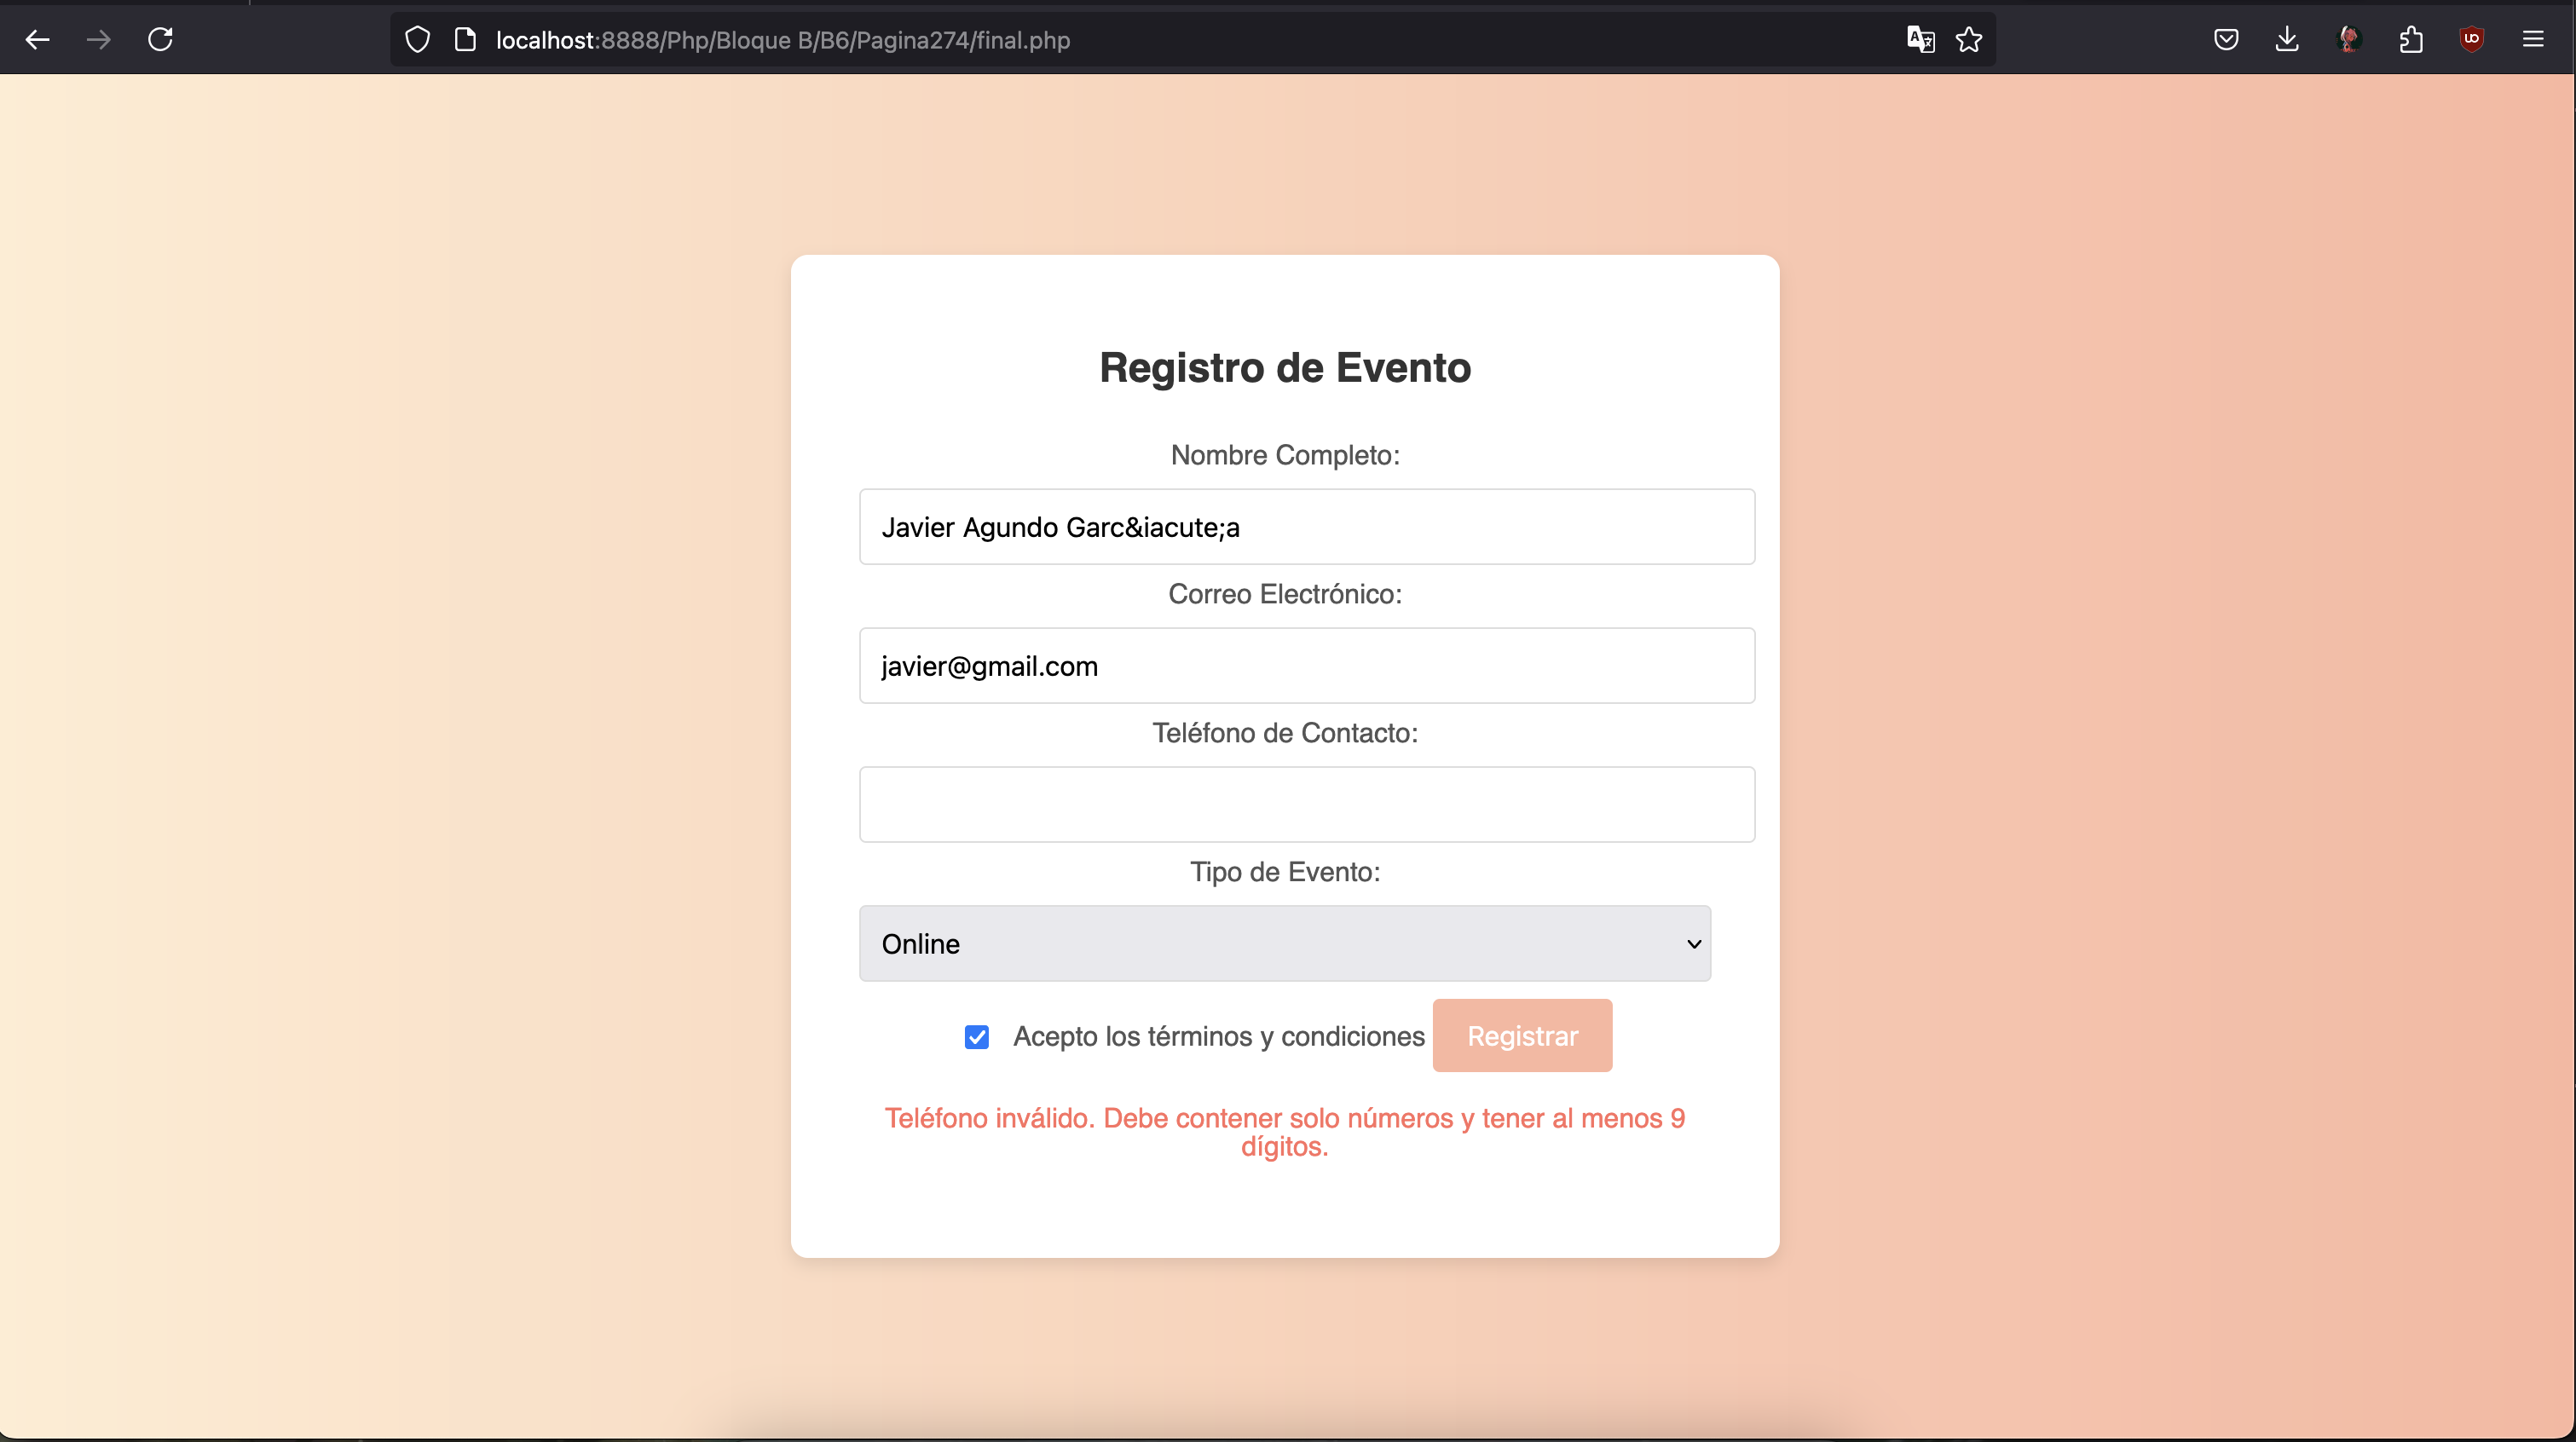 localhost:8888/Php/Bloque B/B6/Pagina274/final.php
Registro de Evento
Nombre Completo:
Javier Agundo Garc&iacute;a
Correo Electrónico:
javier@gmail.com
Teléfono de Contacto:
Tipo de Evento:
Online
Acepto los términos y condiciones Registrar
Teléfono inválido. Debe contener solo números y tener al menos 9
dígitos.